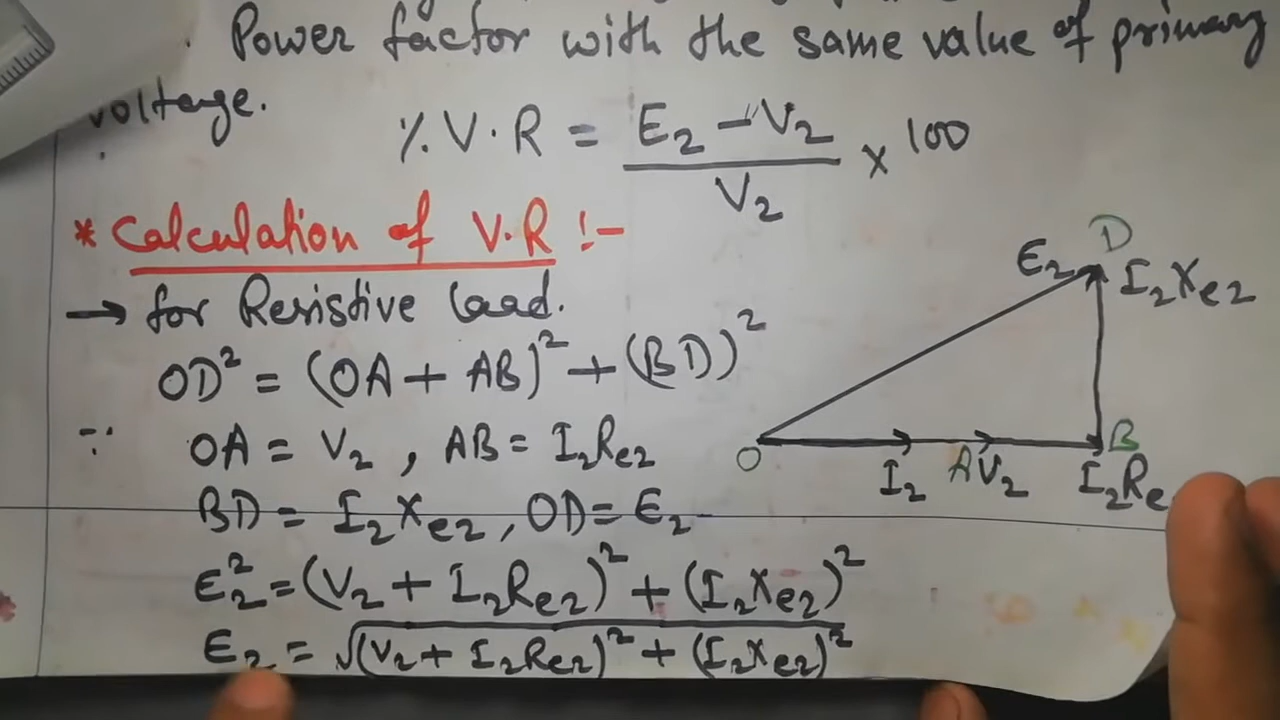 Power factor with the same value of primary
voltage.
% V.R = E₂ - V₂ / V₂ × 100
* Calculation of V.R :-
→ for Resistive Load.
OD² = (OA + AB)² + (BD))²
∵ OA = V₂ , AB = I₂Re₂
BD = I₂Xe₂ , OD = E₂
E₂² = (V₂ + I₂Re₂)² + (I₂Xe₂)²
E₂ = √(V₂ + I₂Re₂)² + (I₂Xe₂)²
D
E₂ I₂Xe₂
O I₂ A V₂ B
I₂Re